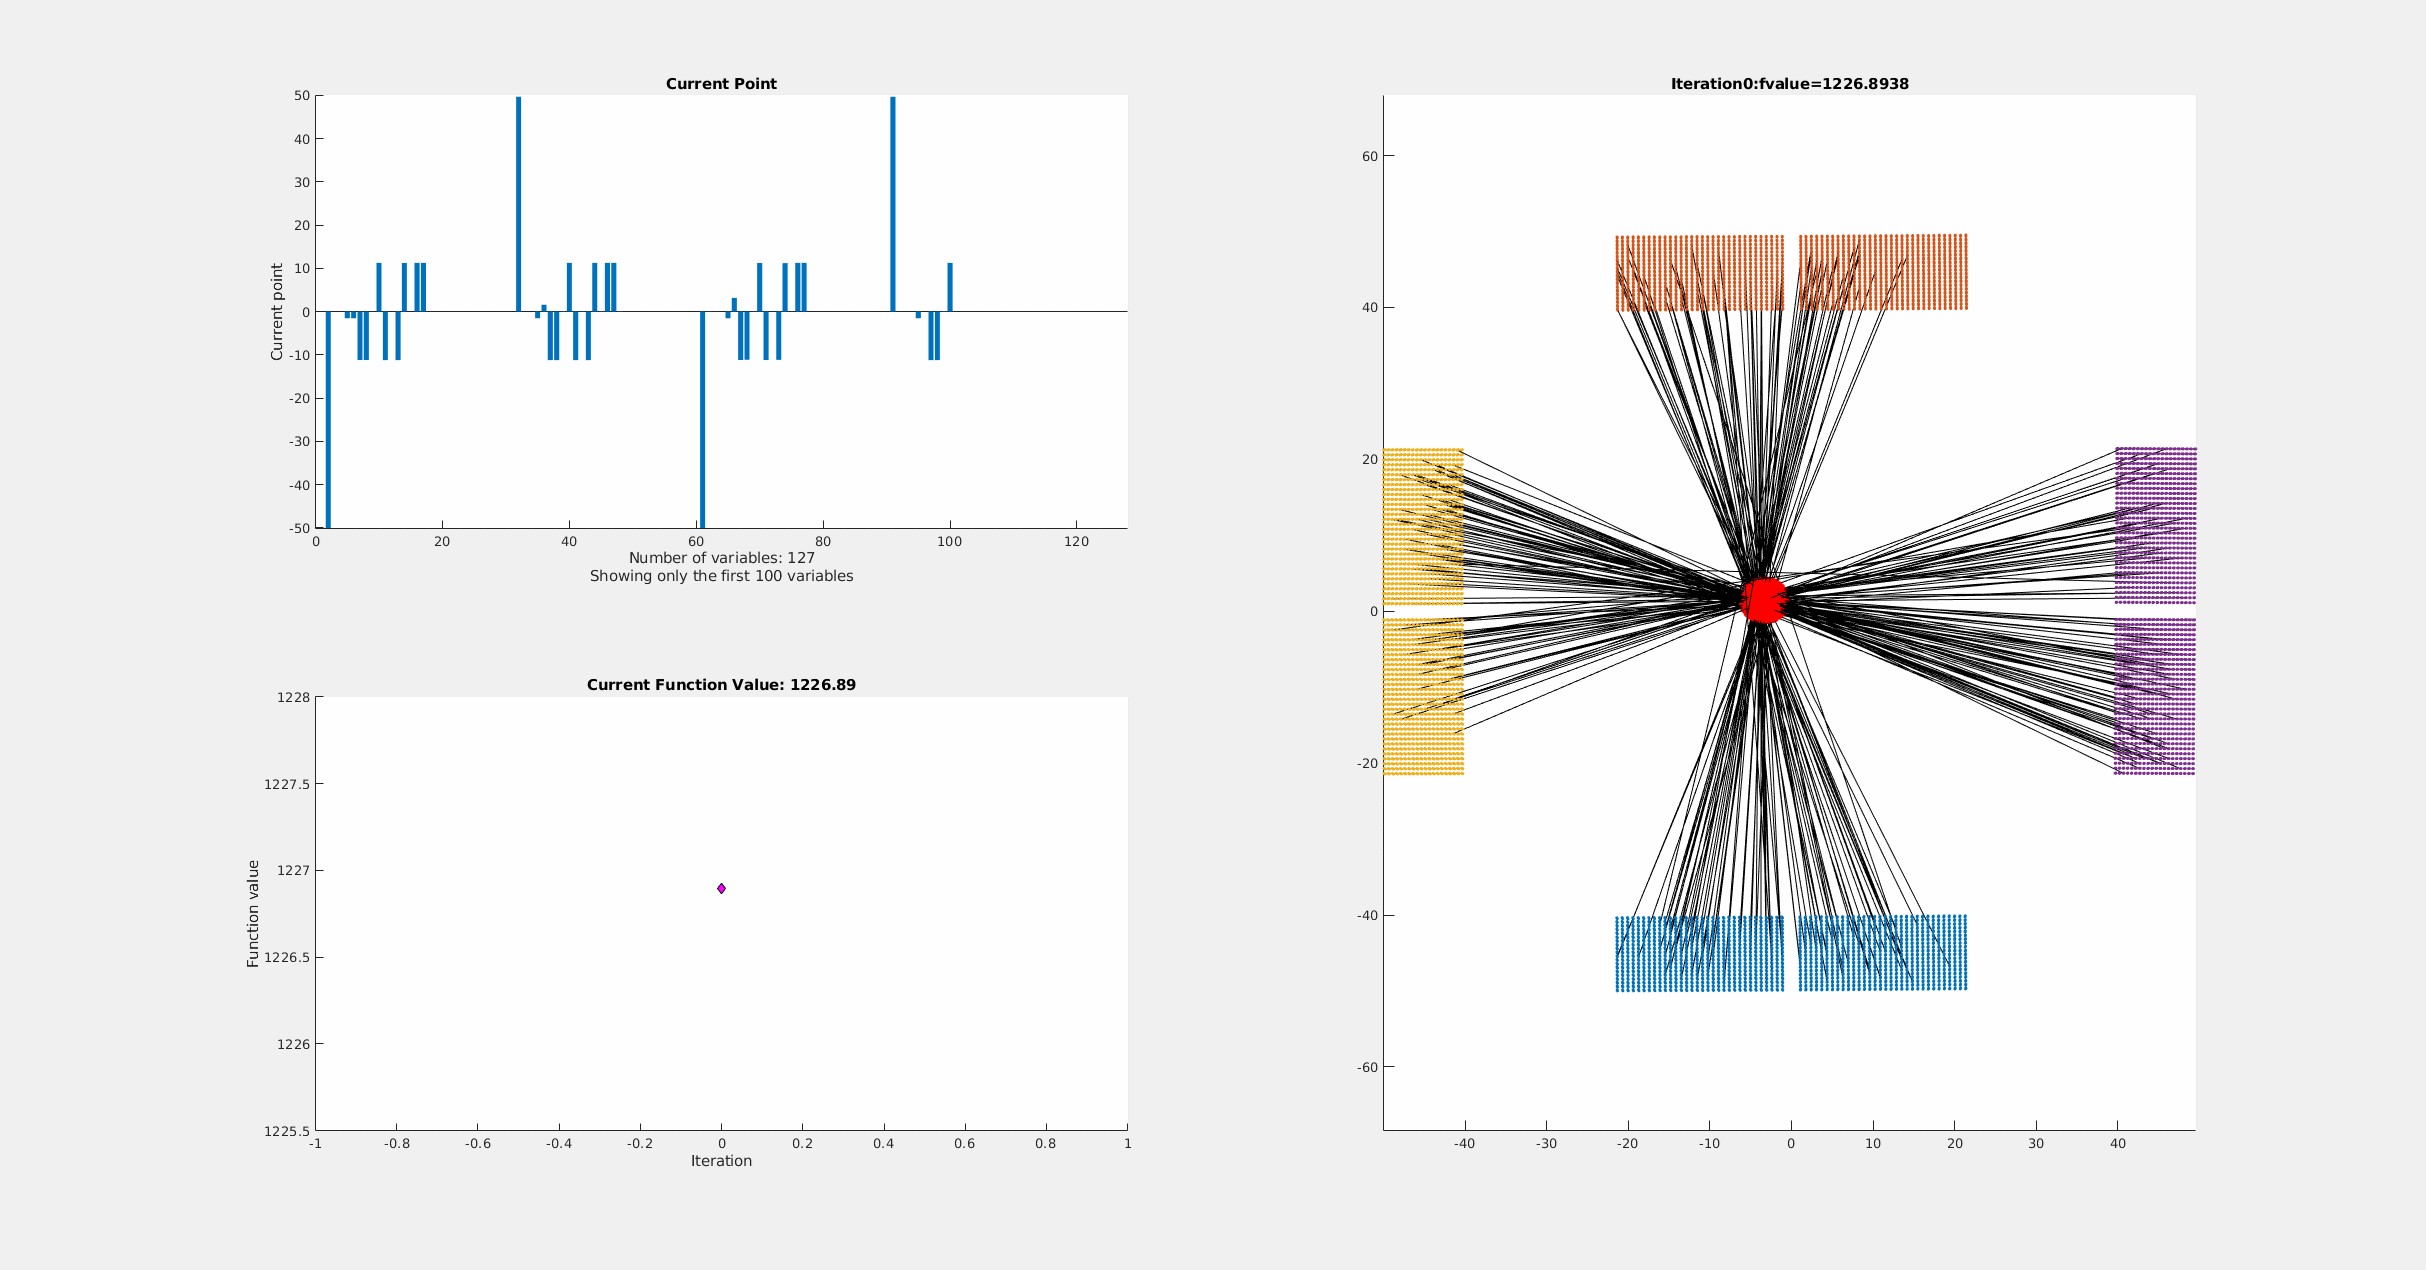 Current Point
50
40
30
20
10
0
-10
-20
-30
-40
-50
Current point
0 20 40 60 80 100 120
Number of variables: 127
Showing only the first 100 variables
Current Function Value: 1226.89
1228
1227.5
1227
1226.5
1226
1225.5
Function value
-1 -0.8 -0.6 -0.4 -0.2 0 0.2 0.4 0.6 0.8 1
Iteration
Iteration0:fvalue=1226.8938
60
40
20
0
-20
-40
-60
-40 -30 -20 -10 0 10 20 30 40